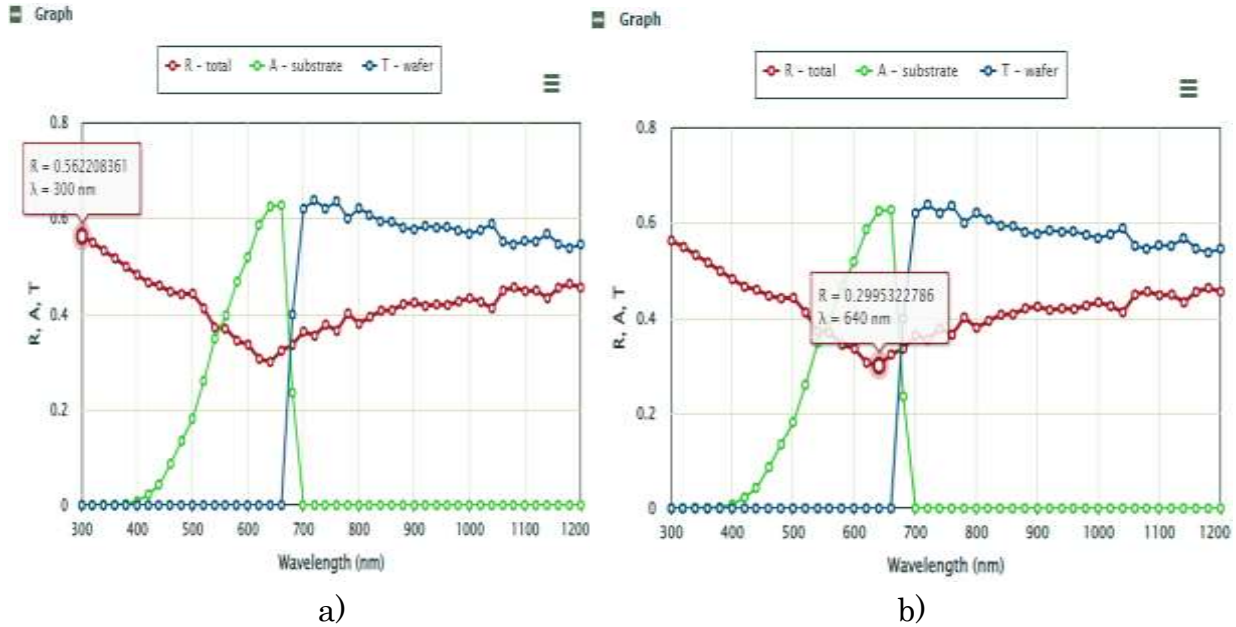 Graph
R – total A – substrate T – wafer
0.8
R = 0.562208361
λ = 300 nm
0.6
0.4
0.2
0
R, A, T
300 400 500 600 700 800 900 1000 1100 1200
Wavelength (nm)
a)
Graph
R – total A – substrate T – wafer
0.8
0.6
R = 0.2995322786
λ = 640 nm
0.4
0.2
0
R, A, T
300 400 500 600 700 800 900 1000 1100 1200
Wavelength (nm)
b)